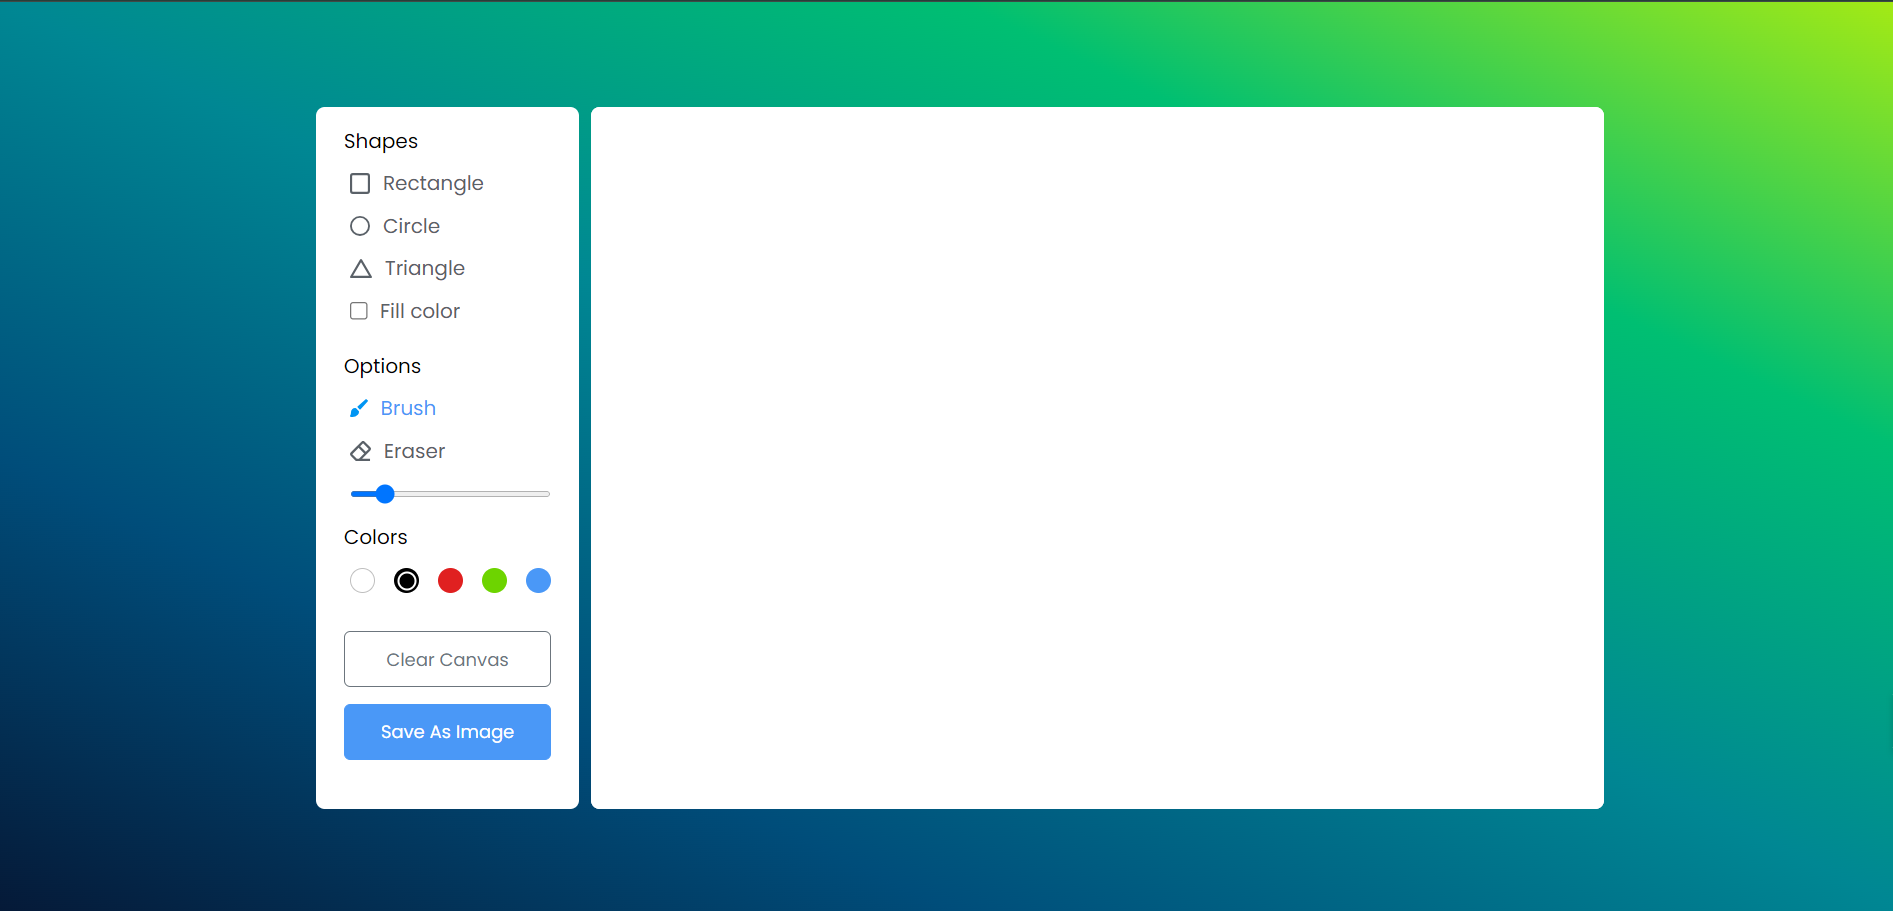 Shapes
Rectangle
Circle
Triangle
Fill color
Options
Brush
Eraser
Colors
Clear Canvas
Save As Image